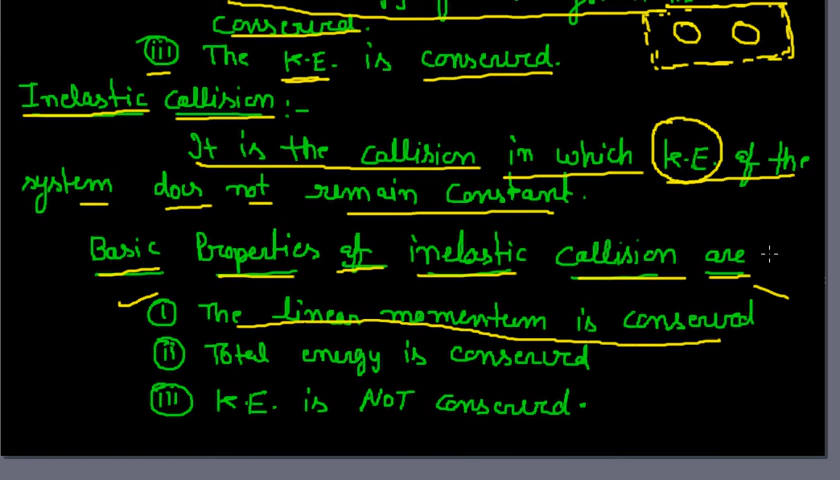 conserved.
(iii) The K.E. is conserved.
Inelastic Collision :-
It is the collision in which K.E. of the
system does not remain constant.
Basic Properties of inelastic collision are
(i) The linear momentum is conserved
(ii) Total energy is conserved
(iii) K.E. is NOT conserved.